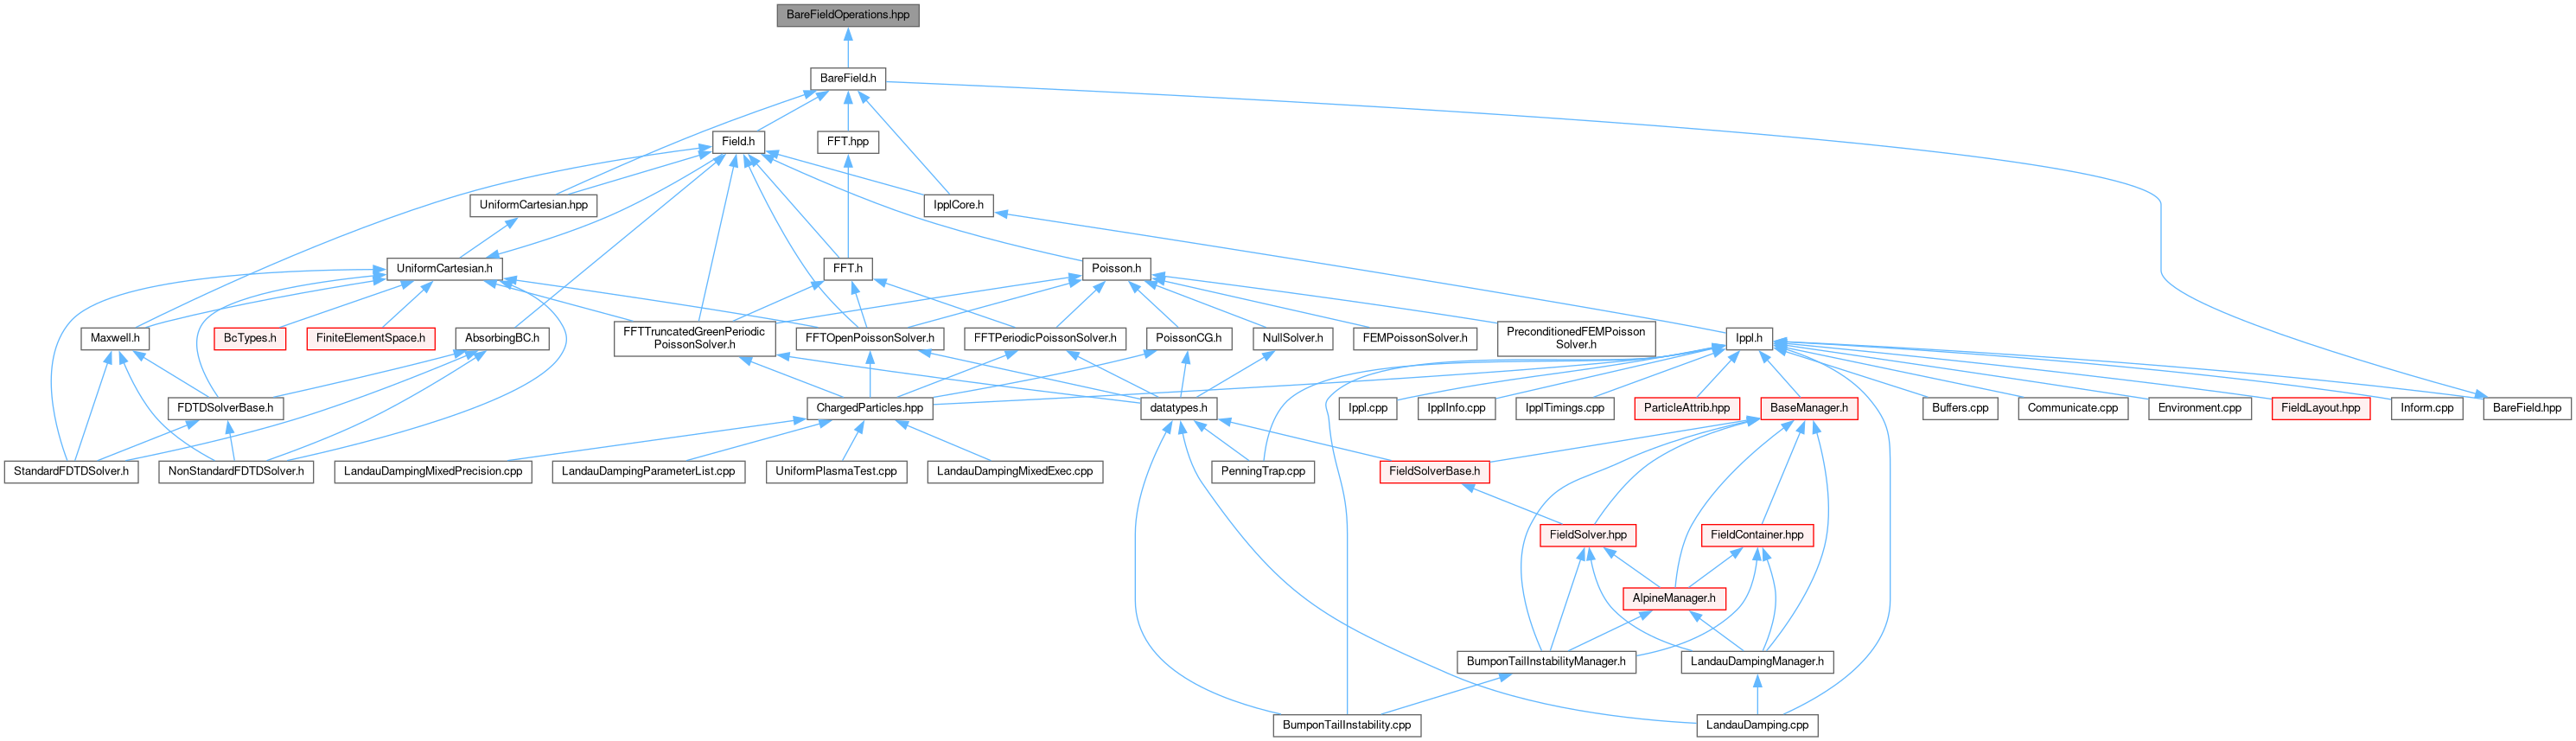 BareFieldOperations.hpp
BareField.h
Field.h
FFT.hpp
UniformCartesian.hpp
IpplCore.h
UniformCartesian.h
FFT.h
Poisson.h
Maxwell.h
BcTypes.h
FiniteElementSpace.h
AbsorbingBC.h
FFTTruncatedGreenPeriodic
PoissonSolver.h
FFTOpenPoissonSolver.h
FFTPeriodicPoissonSolver.h
PoissonCG.h
NullSolver.h
FEMPoissonSolver.h
PreconditionedFEMPoisson
Solver.h
Ippl.h
FDTDSolverBase.h
ChargedParticles.hpp
datatypes.h
Ippl.cpp
IpplInfo.cpp
IpplTimings.cpp
ParticleAttrib.hpp
BaseManager.h
Buffers.cpp
Communicate.cpp
Environment.cpp
FieldLayout.hpp
Inform.cpp
BareField.hpp
StandardFDTDSolver.h
NonStandardFDTDSolver.h
LandauDampingMixedPrecision.cpp
LandauDampingParameterList.cpp
UniformPlasmaTest.cpp
LandauDampingMixedExec.cpp
PenningTrap.cpp
FieldSolverBase.h
FieldSolver.hpp
FieldContainer.hpp
AlpineManager.h
BumponTailInstabilityManager.h
LandauDampingManager.h
BumponTailInstability.cpp
LandauDamping.cpp